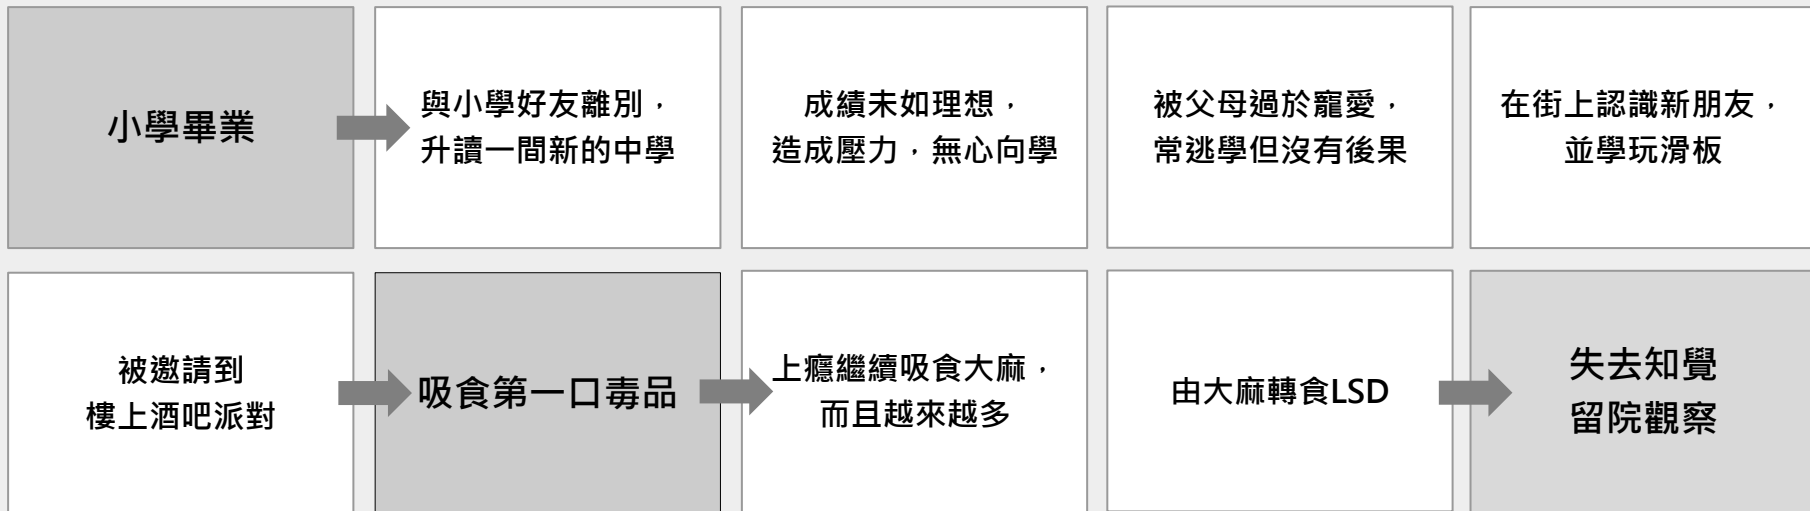 小學畢業
與小學好友離別，
升讀一間新的中學
成績未如理想，
造成壓力，無心向學
被父母過於寵愛，
常逃學但沒有後果
在街上認識新朋友，
並學玩滑板
被邀請到
樓上酒吧派對
吸食第一口毒品
上癮繼續吸食大麻，
而且越來越多
由大麻轉食LSD
失去知覺
留院觀察